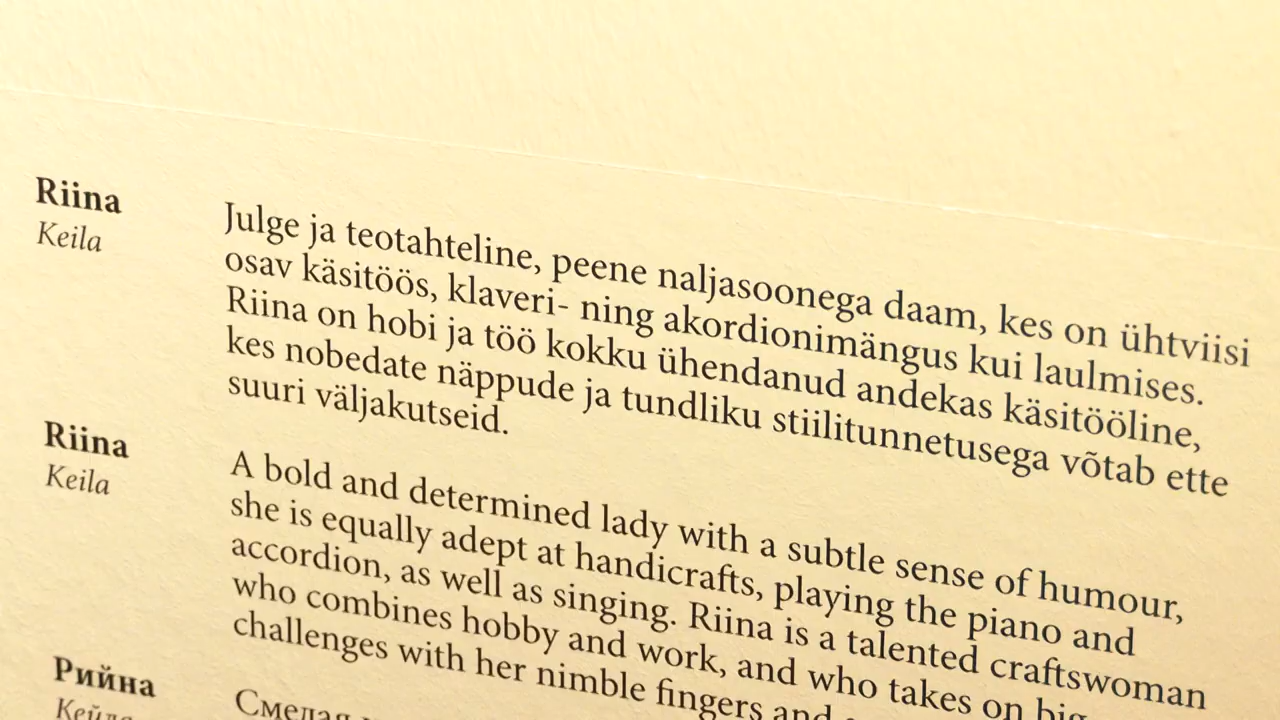 Riina
Keila
Julge ja teotahteline, peene naljasoonega daam, kes on ühtviisi
osav käsitöös, klaveri- ning akordionimängus kui laulmises.
Riina on hobi ja töö kokku ühendanud andekas käsitööline,
kes nobedate näppude ja tundliku stiilitunnetusega võtab ette
suuri väljakutseid.
Riina
Keila
A bold and determined lady with a subtle sense of humour,
she is equally adept at handicrafts, playing the piano and
accordion, as well as singing. Riina is a talented craftswoman
who combines hobby and work, and who takes on big
challenges with her nimble fingers and
Рийна
Кейла
Смелая